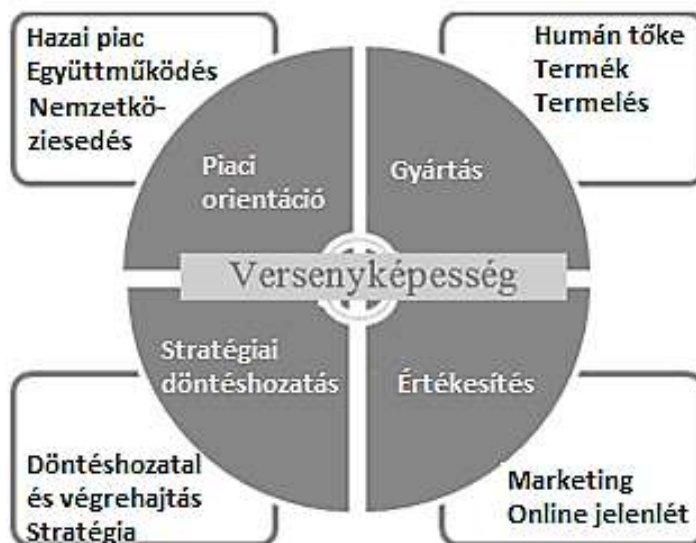 Hazai piac
Együttműködés
Nemzetkö-
ziesedés
Humán tőke
Termék
Termelés
Piaci
orientáció
Gyártás
Versenyképesség
Stratégiai
döntéshozatás
Értékesítés
Döntéshozatal
és végrehajtás
Stratégia
Marketing
Online jelenlét